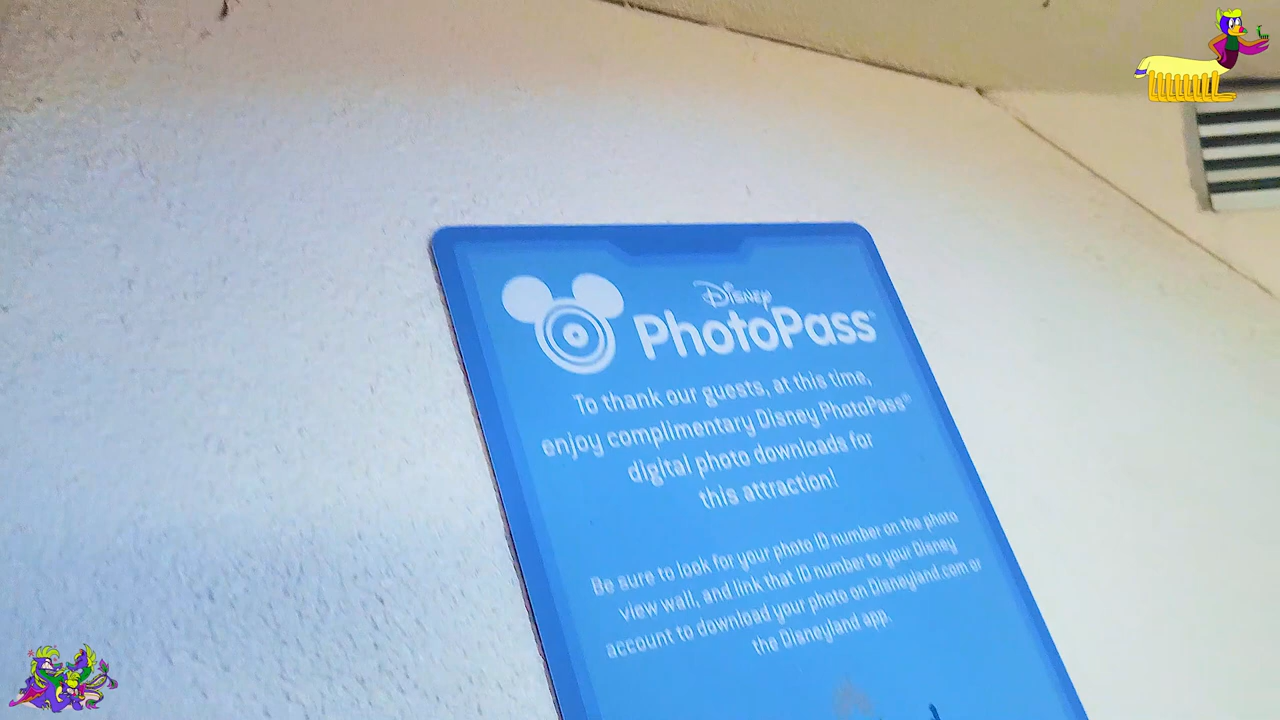 Disney
PhotoPass™
To thank our guests, at this time,
enjoy complimentary Disney PhotoPass®
digital photo downloads for
this attraction!
Be sure to look for your photo ID number on the photo
view wall, and link that ID number to your Disney
account to download your photo on Disneyland.com or
the Disneyland app.